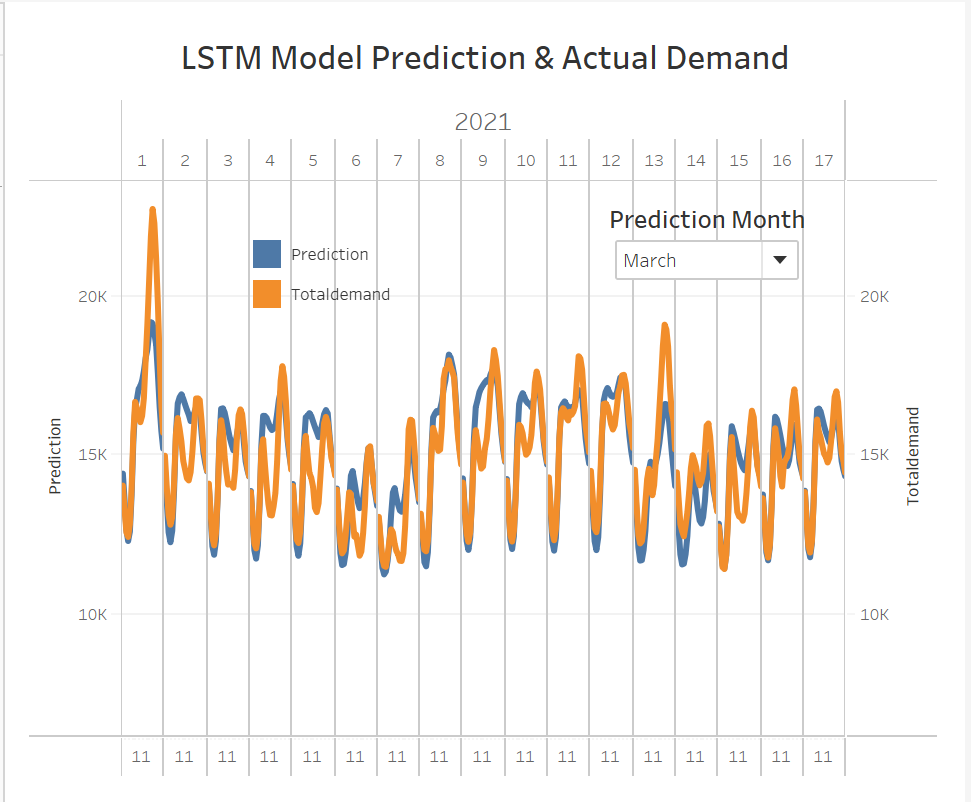 LSTM Model Prediction & Actual Demand
2021
1 2 3 4 5 6 7 8 9 10 11 12 13 14 15 16 17
Prediction Month
Prediction
March
Totaldemand
20K 20K
15K 15K
10K 10K
Prediction
Totaldemand
11 11 11 11 11 11 11 11 11 11 11 11 11 11 11 11 11